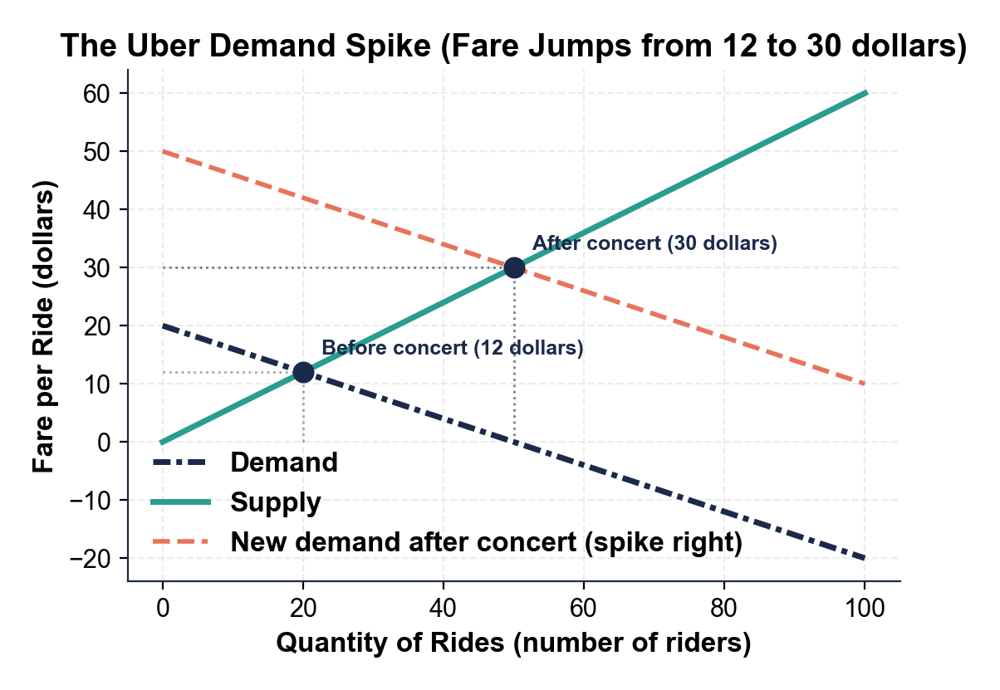 The Uber Demand Spike (Fare Jumps from 12 to 30 dollars)
Fare per Ride (dollars)
60
50
40
30
20
10
0
−10
−20
After concert (30 dollars)
Before concert (12 dollars)
Demand
Supply
New demand after concert (spike right)
0 20 40 60 80 100
Quantity of Rides (number of riders)